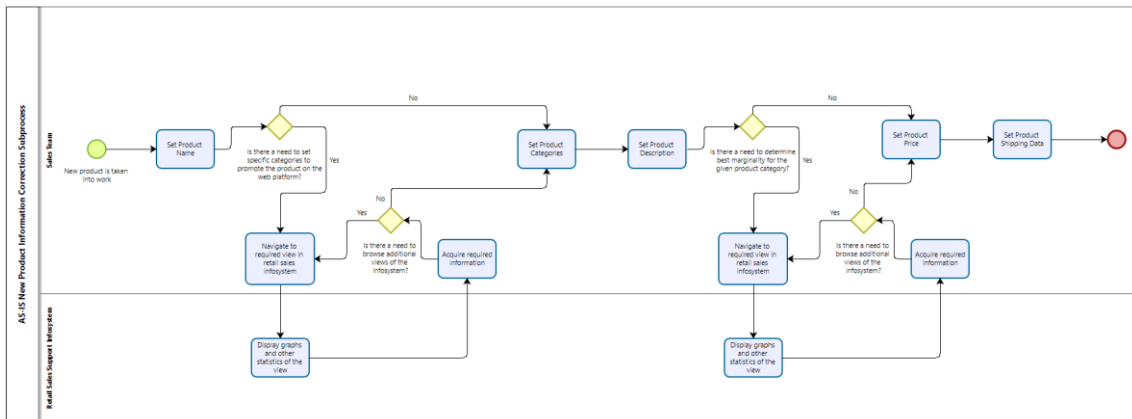 AS-IS New Product Information Correction Subprocess
Sales Team
New product is taken
into work
Set Product
Name
Is there a need to set
specific categories to
promote the product on the
web platform?
No
Yes
Navigate to
required view in
retail sales
infosystem
Yes
No
Is there a need to
browse additional
views of the
infosystem?
Acquire required
information
Set Product
Categories
Set Product
Description
Is there a need to determine
best marginality for the
given product category?
No
Yes
Navigate to
required view in
retail sales
infosystem
Yes
No
Is there a need to
browse additional
views of the
infosystem?
Acquire required
information
Set Product
Price
Set Product
Shipping Data
Retail Sales Support Infosystem
Display graphs
and other
statistics of the
view
Display graphs
and other
statistics of the
view